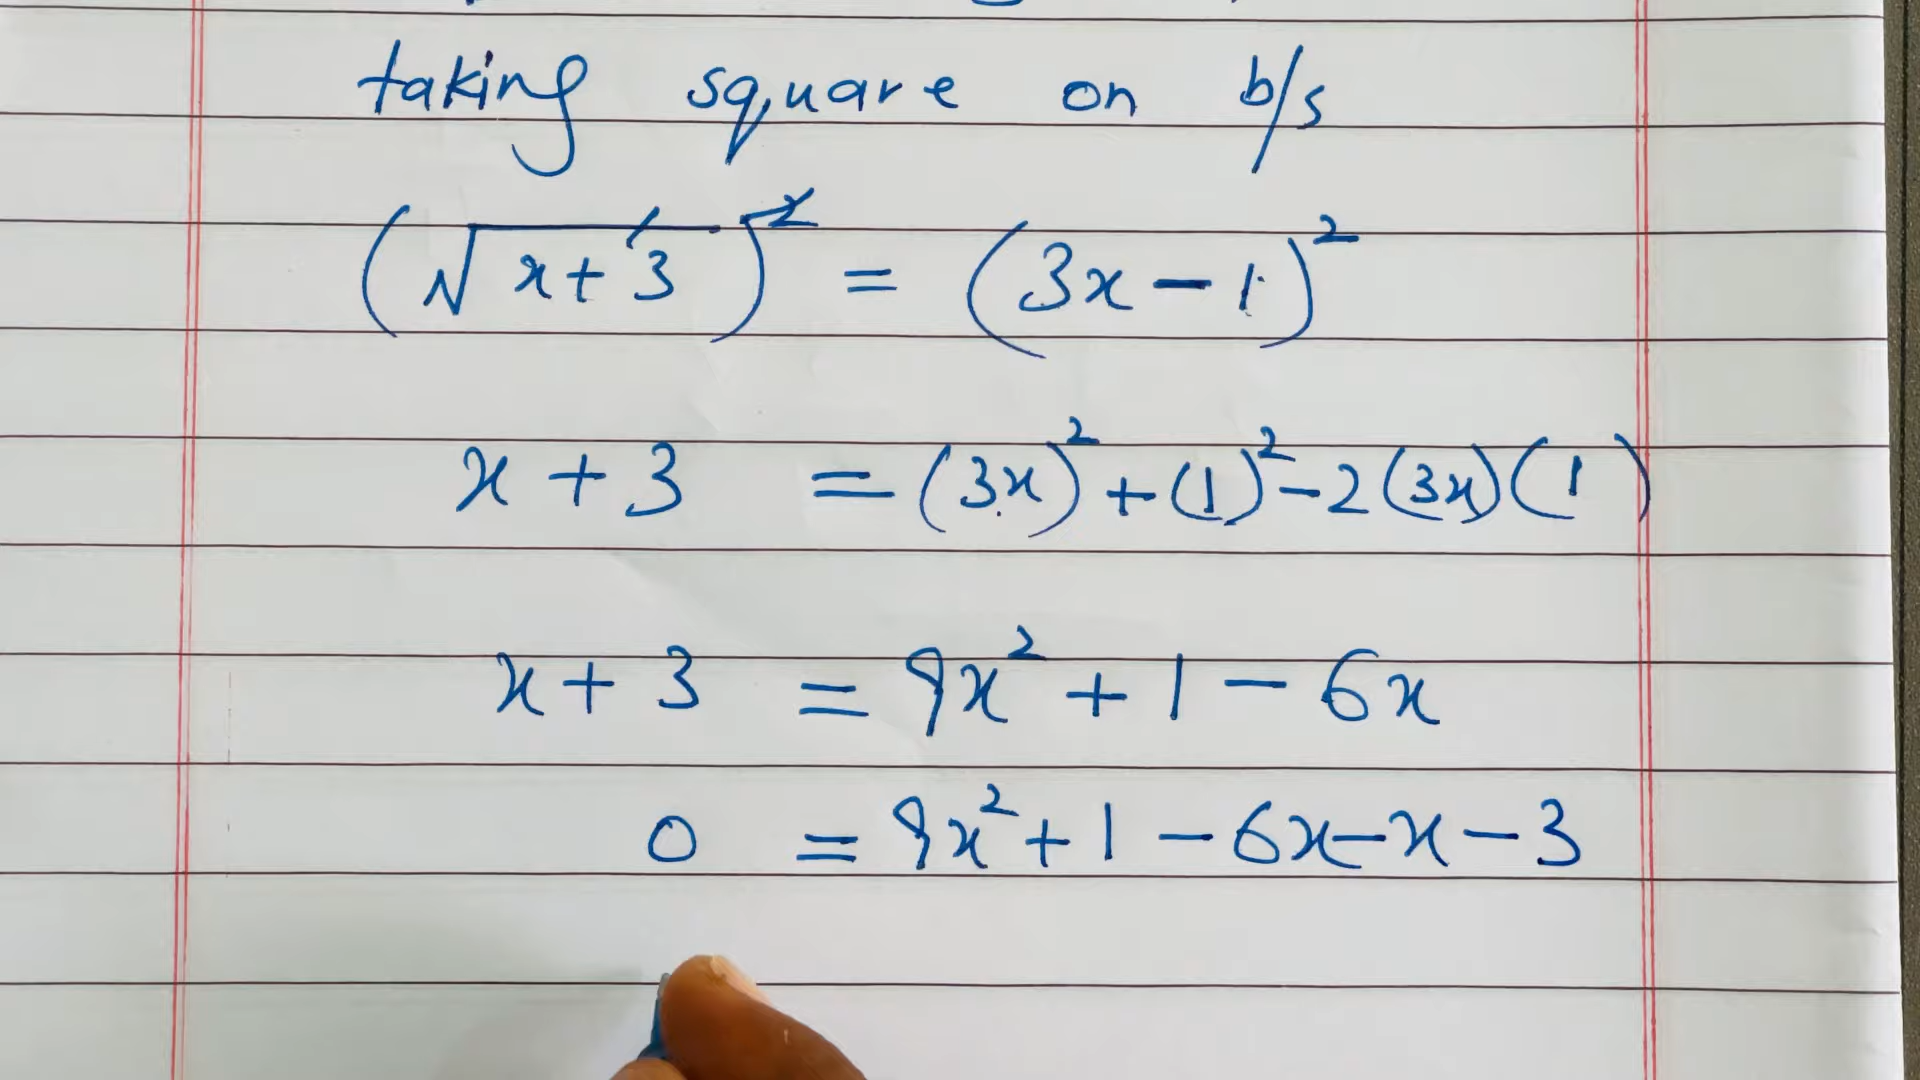 taking square on b/s
(√x+3)² = (3x-1)²
x + 3 = (3x)² + (1)² - 2(3x)(1)
x + 3 = 9x² + 1 - 6x
0 = 9x² + 1 - 6x - x - 3